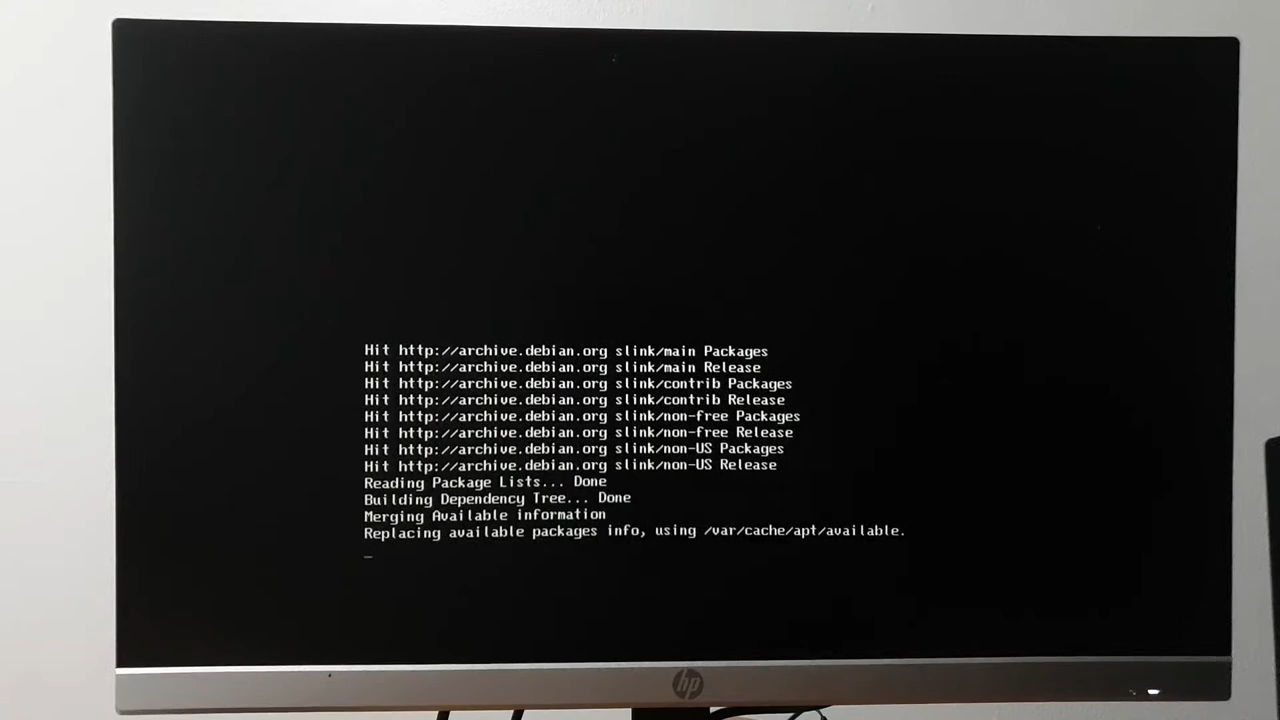 Hit http://archive.debian.org slink/main Packages
Hit http://archive.debian.org slink/main Release
Hit http://archive.debian.org slink/contrib Packages
Hit http://archive.debian.org slink/contrib Release
Hit http://archive.debian.org slink/non-free Packages
Hit http://archive.debian.org slink/non-free Release
Hit http://archive.debian.org slink/non-US Packages
Hit http://archive.debian.org slink/non-US Release
Reading Package Lists... Done
Building Dependency Tree... Done
Merging Available information
Replacing available packages info, using /var/cache/apt/available.
_
hp